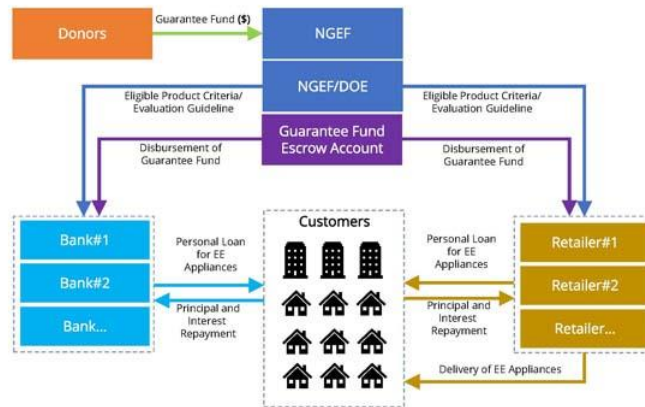 Donors
Guarantee Fund ($)
NGEF
NGEF/DOE
Eligible Product Criteria/
Evaluation Guideline
Eligible Product Criteria/
Evaluation Guideline
Guarantee Fund
Escrow Account
Disbursement of
Guarantee Fund
Disbursement of
Guarantee Fund
Bank#1
Bank#2
Bank...
Personal Loan
for EE
Appliances
Principal and
Interest
Repayment
Customers
Personal Loan
for EE
Appliances
Principal and
Interest
Repayment
Retailer#1
Retailer#2
Retailer...
Delivery of EE Appliances